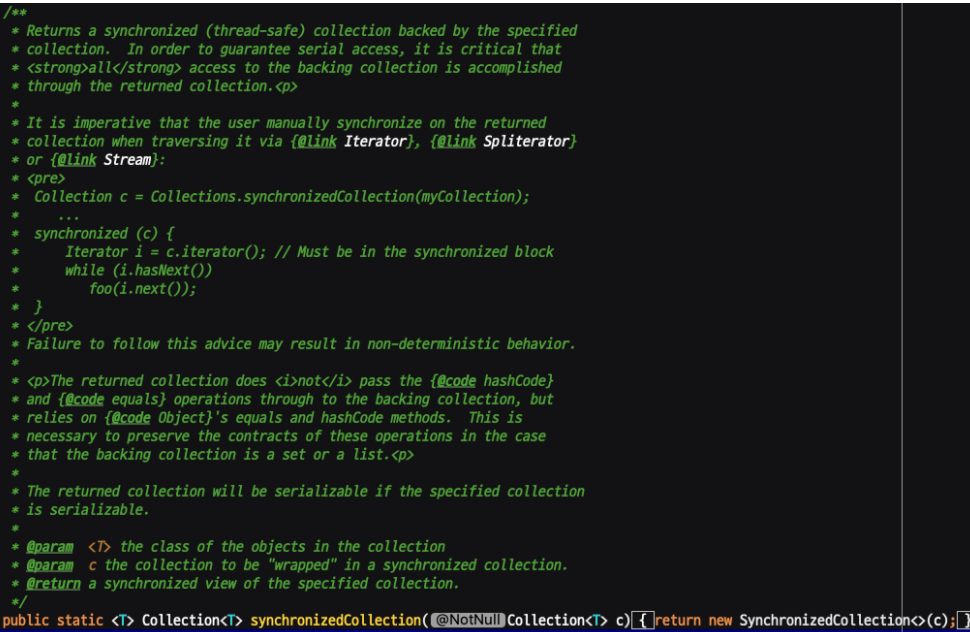 /**
 * Returns a synchronized (thread-safe) collection backed by the specified
 * collection.  In order to guarantee serial access, it is critical that
 * <strong>all</strong> access to the backing collection is accomplished
 * through the returned collection.<p>
 *
 * It is imperative that the user manually synchronize on the returned
 * collection when traversing it via {@link Iterator}, {@link Spliterator}
 * or {@link Stream}:
 * <pre>
 *  Collection c = Collections.synchronizedCollection(myCollection);
 *     ...
 *  synchronized (c) {
 *      Iterator i = c.iterator(); // Must be in the synchronized block
 *      while (i.hasNext())
 *         foo(i.next());
 *  }
 * </pre>
 * Failure to follow this advice may result in non-deterministic behavior.
 *
 * <p>The returned collection does <i>not</i> pass the {@code hashCode}
 * and {@code equals} operations through to the backing collection, but
 * relies on {@code Object}'s equals and hashCode methods.  This is
 * necessary to preserve the contracts of these operations in the case
 * that the backing collection is a set or a list.<p>
 *
 * The returned collection will be serializable if the specified collection
 * is serializable.
 *
 * @param  <T> the class of the objects in the collection
 * @param  c the collection to be "wrapped" in a synchronized collection.
 * @return a synchronized view of the specified collection.
 */
public static <T> Collection<T> synchronizedCollection( @NotNull Collection<T> c) { return new SynchronizedCollection<>(c); }